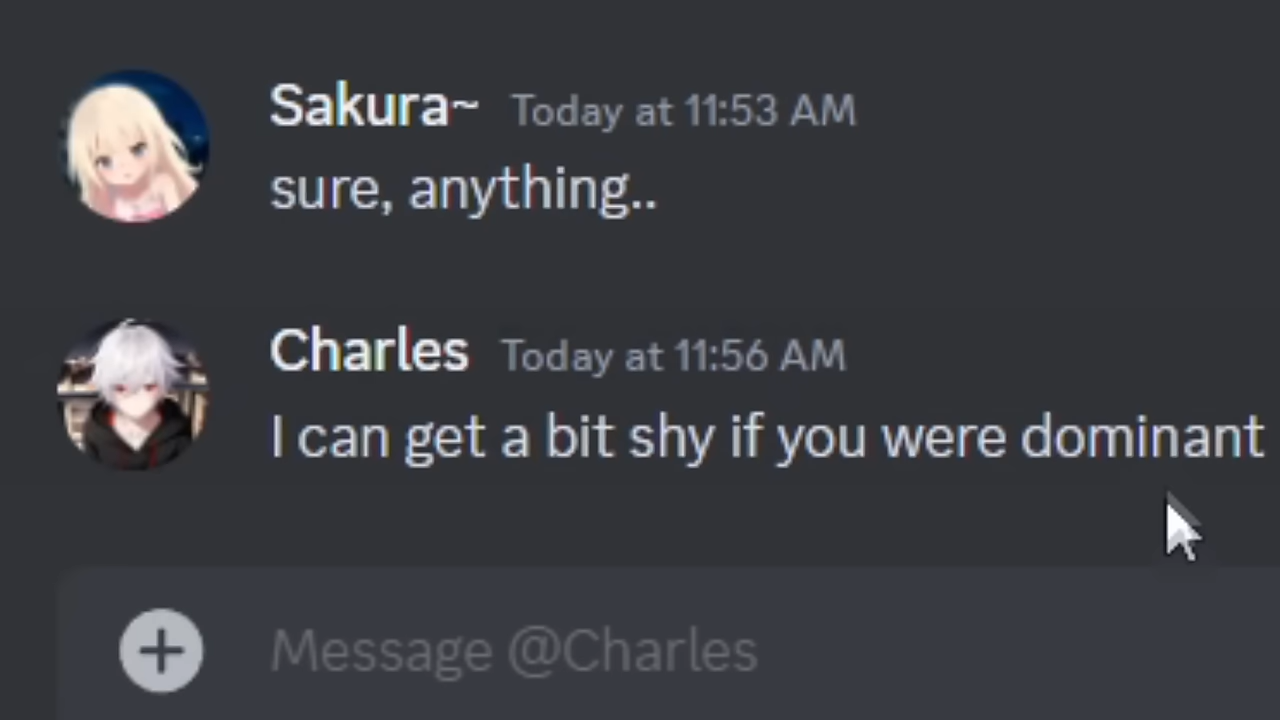 Sakura~ Today at 11:53 AM
sure, anything..
Charles Today at 11:56 AM
I can get a bit shy if you were dominant
Message @Charles